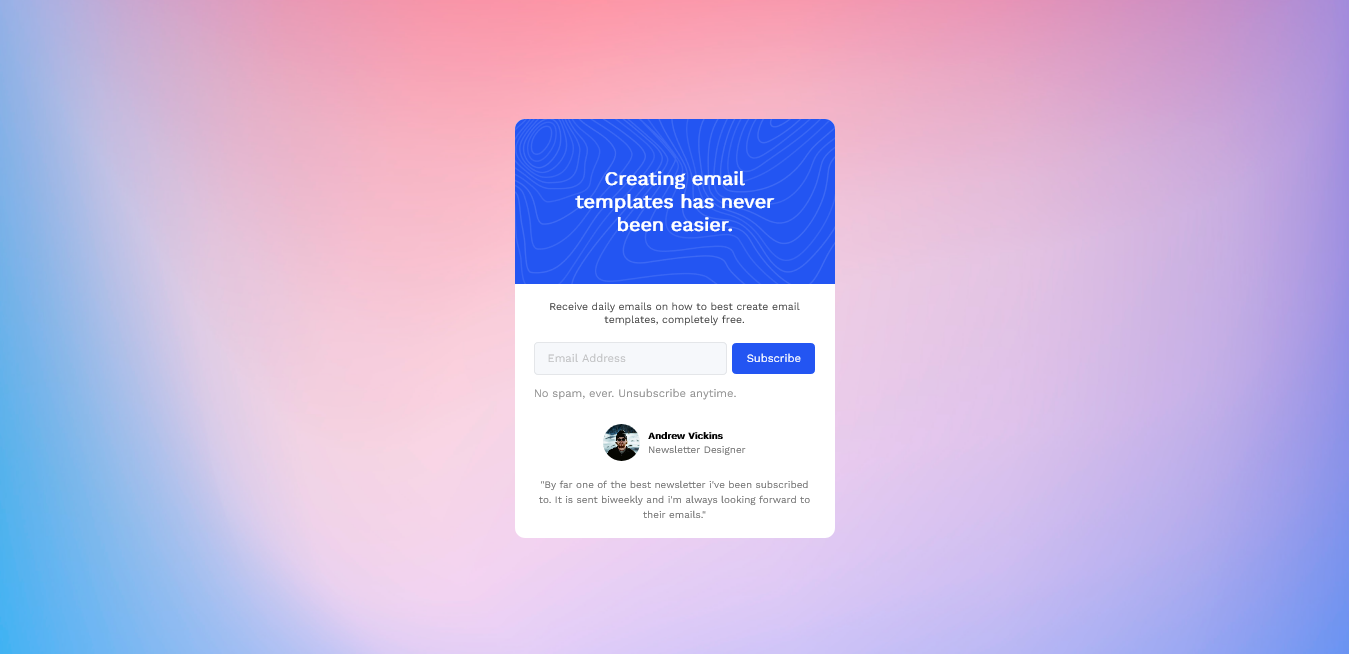 Creating email
templates has never
been easier.
Receive daily emails on how to best create email
templates, completely free.
Email Address
Subscribe
No spam, ever. Unsubscribe anytime.
Andrew Vickins
Newsletter Designer
"By far one of the best newsletter i've been subscribed
to. It is sent biweekly and i'm always looking forward to
their emails."